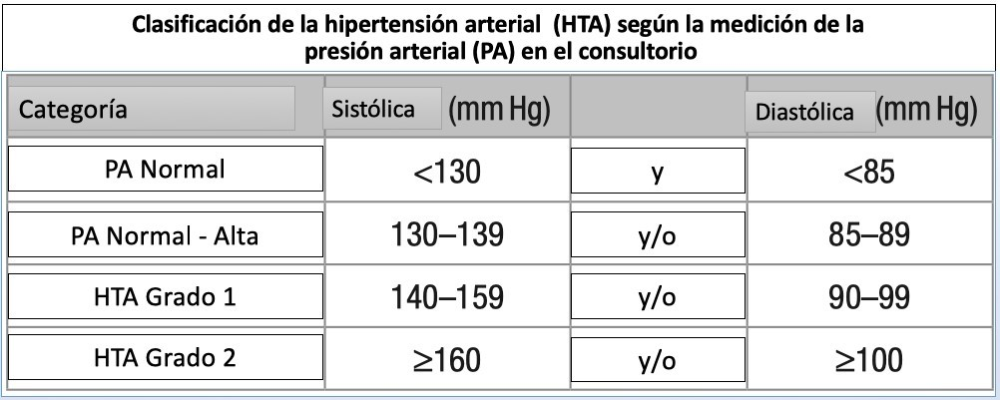 Clasificación de la hipertensión arterial (HTA) según la medición de la
presión arterial (PA) en el consultorio
Categoría Sistólica (mm Hg) Diastólica (mm Hg)
PA Normal <130 y <85
PA Normal - Alta 130–139 y/o 85–89
HTA Grado 1 140–159 y/o 90–99
HTA Grado 2 ≥160 y/o ≥100